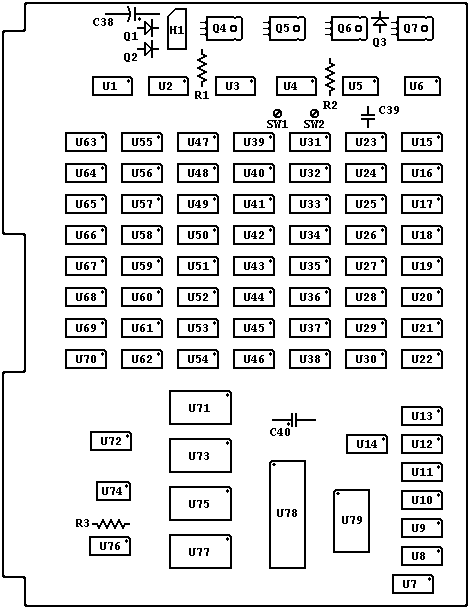 C38 Q1 H1 Q4 Q5 Q6 Q3 Q7
Q2
U1 U2 R1 U3 U4 R2 U5 U6
SW1 SW2 C39
U63 U55 U47 U39 U31 U23 U15
U64 U56 U48 U40 U32 U24 U16
U65 U57 U49 U41 U33 U25 U17
U66 U58 U50 U42 U34 U26 U18
U67 U59 U51 U43 U35 U27 U19
U68 U60 U52 U44 U36 U28 U20
U69 U61 U53 U45 U37 U29 U21
U70 U62 U54 U46 U38 U30 U22
U71 U13
U72 C40 U14 U12
U73 U11
U74 U10
U75 U78 U79
R3 U9
U76 U77 U8
U7